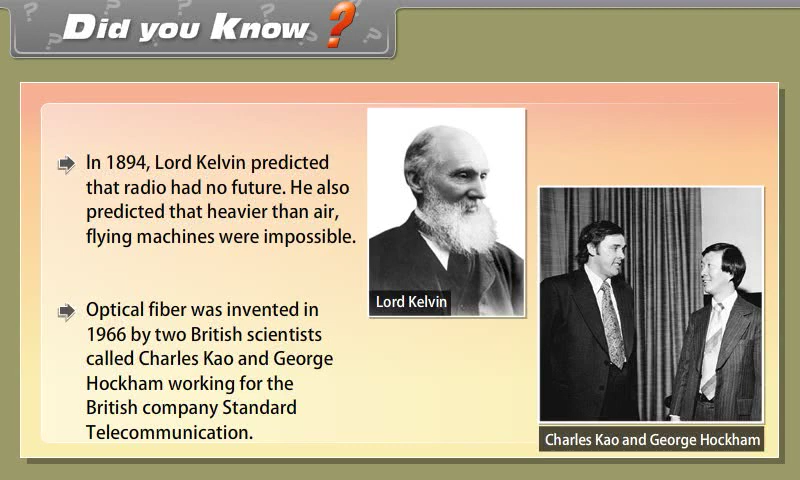 Did you Know ?
In 1894, Lord Kelvin predicted
that radio had no future. He also
predicted that heavier than air,
flying machines were impossible.
Lord Kelvin
Optical fiber was invented in
1966 by two British scientists
called Charles Kao and George
Hockham working for the
British company Standard
Telecommunication.
Charles Kao and George Hockham